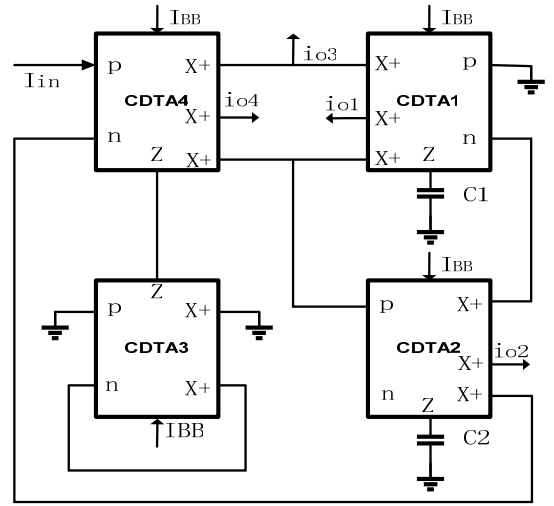 IBB
IBB
Iin
p
X+
io3
X+
p
CDTA4
io4
io1
CDTA1
X+
X+
n
n
Z
X+
X+
Z
C1
IBB
Z
p
X+
p
X+
CDTA3
CDTA2
io2
X+
n
X+
n
X+
Z
IBB
C2